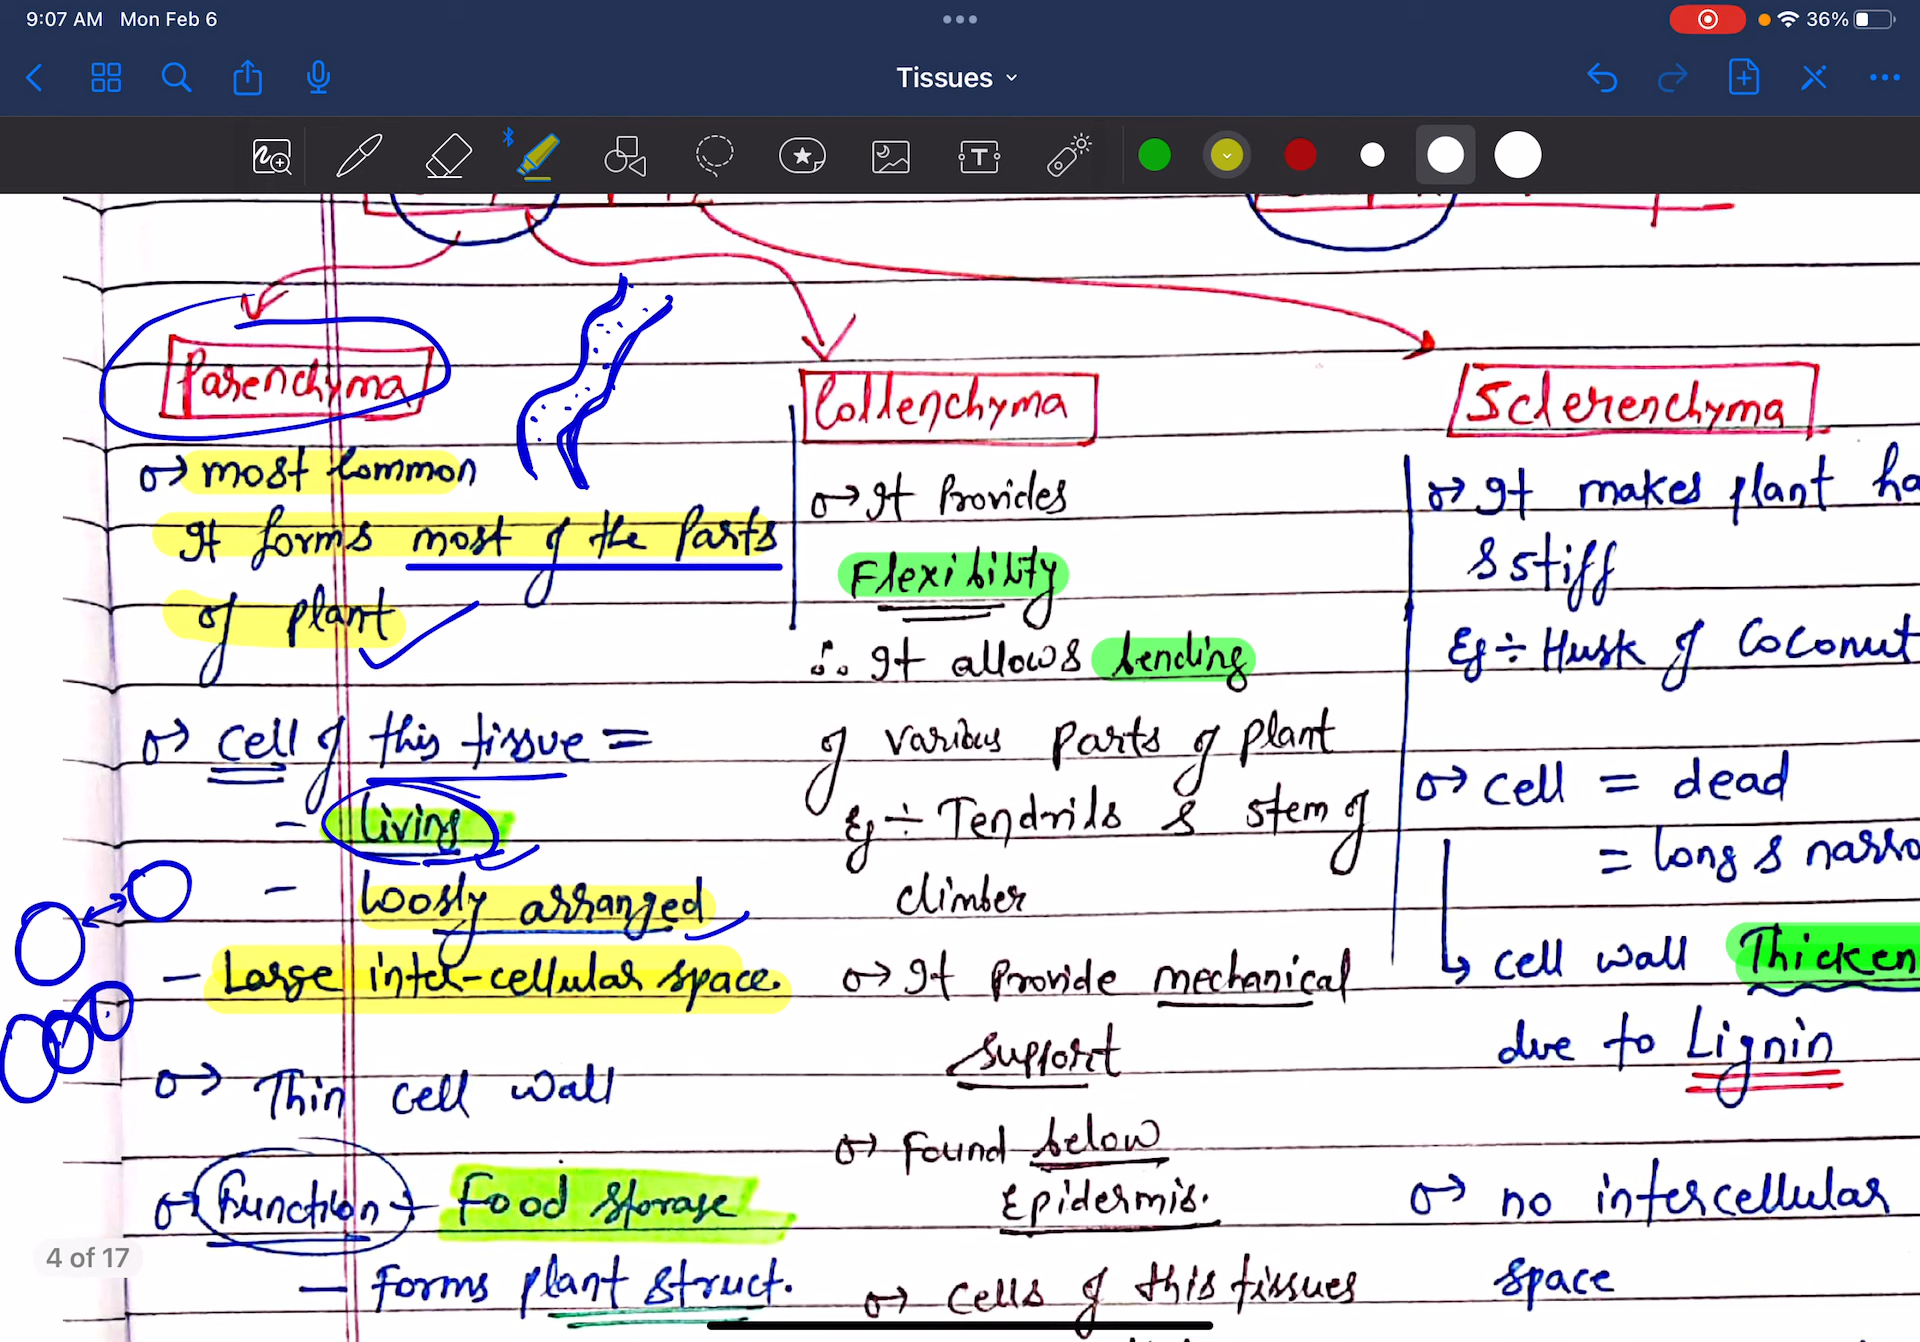 9:07 AM Mon Feb 6
36%
Tissues
Parenchyma
most common
It forms most of the Parts
of plant
cell of this tissue =
- living
- loosly arranged
- Large inter-cellular space.
Thin cell wall
Function - Food storage
- Forms plant struct.
Collenchyma
It Provides
Flexibility
∴ It allows bending
of various Parts of plant
Eg ÷ Tendrils & stem of
climber
It Provide mechanical
support
Found below
Epidermis.
Cells of this tissues
Sclerenchyma
It makes plant ha
& stiff
Eg ÷ Husk of Coconut
cell = dead
= long & narro
cell wall Thicken
due to Lignin
no intercellular
space
4 of 17